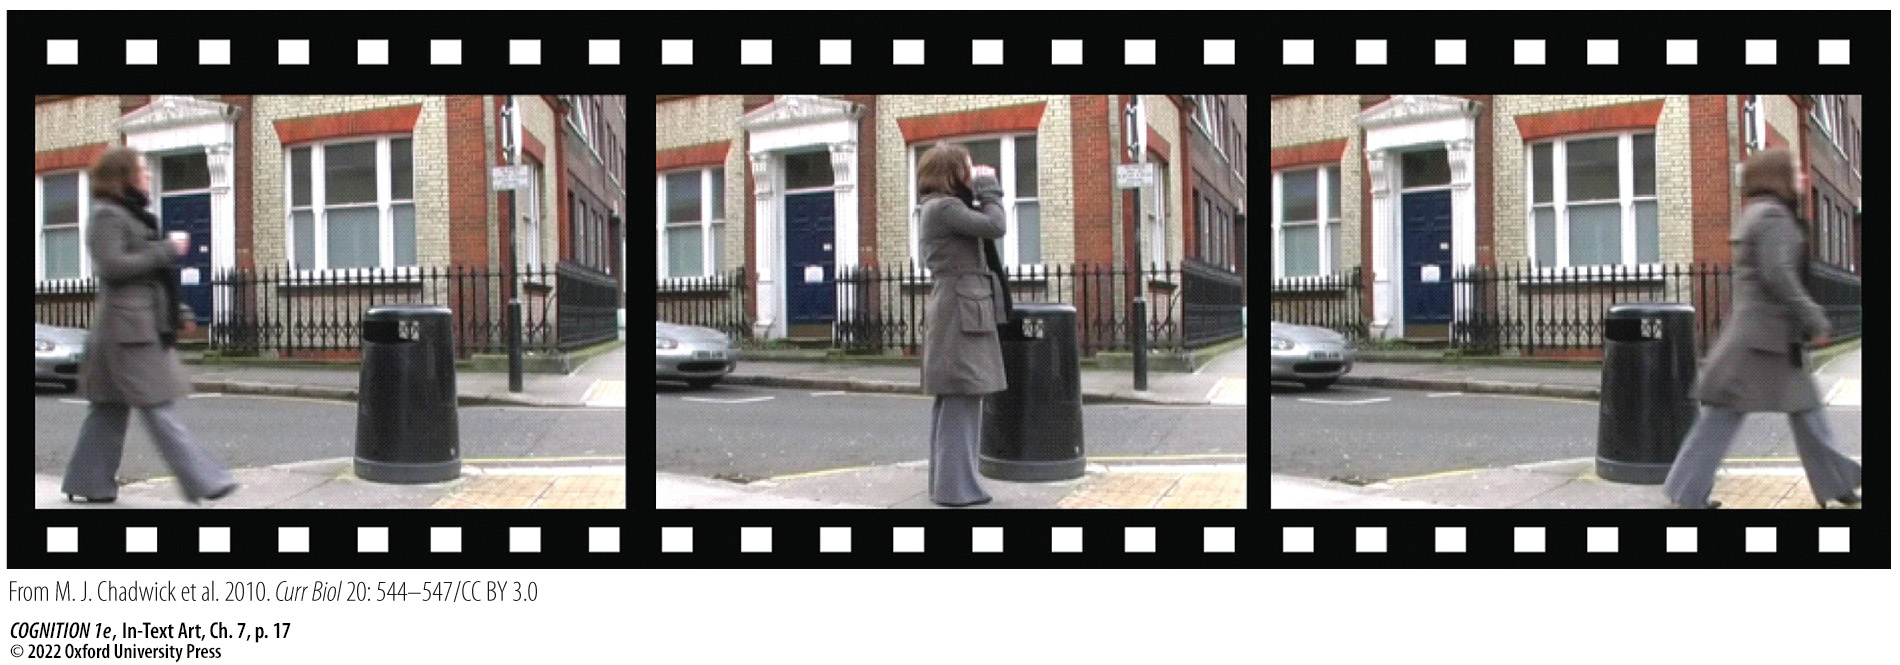 From M. J. Chadwick et al. 2010. Curr Biol 20: 544–547/CC BY 3.0
COGNITION 1e, In-Text Art, Ch. 7, p. 17
© 2022 Oxford University Press